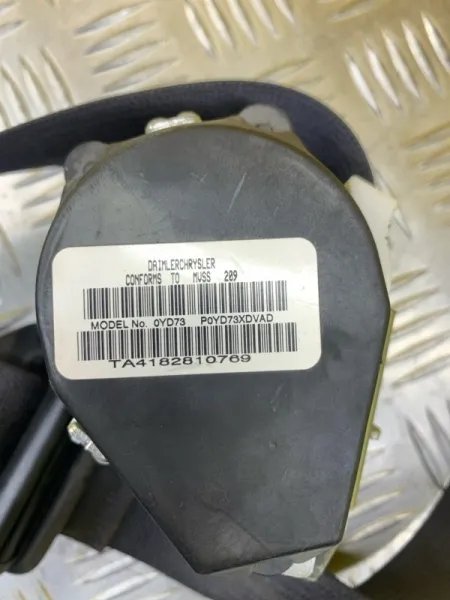 DAIMLERCHRYSLER
CONFORMS TO MVSS 209
MODEL No. 0YD73 P0YD73XDVAD
TA4182810769